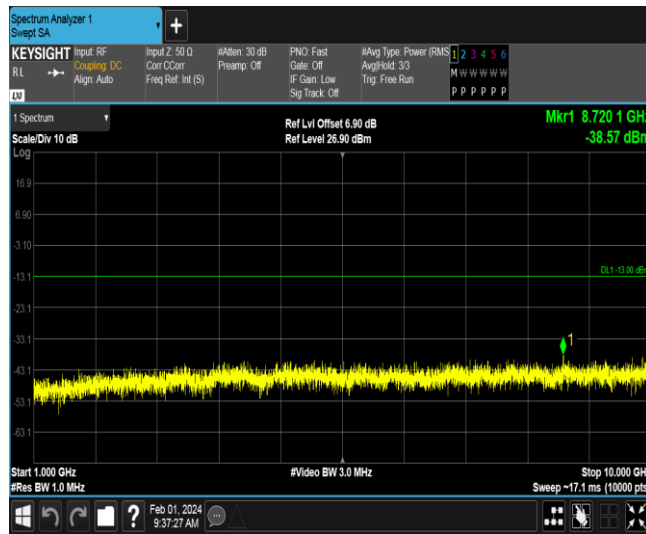 Spectrum Analyzer 1
Swept SA
KEYSIGHT
RL
LXI
Input: RF
Coupling: DC
Align: Auto
Input Z: 50 Ω
Corr CCorr
Freq Ref: Int (S)
#Atten: 30 dB
Preamp: Off
PNO: Fast
Gate: Off
IF Gain: Low
Sig Track: Off
#Avg Type: Power (RMS
Avg|Hold: 3/3
Trig: Free Run
1 2 3 4 5 6
M W W W W W
P P P P P P
1 Spectrum
Scale/Div 10 dB
Log
Ref Lvl Offset 6.90 dB
Ref Level 26.90 dBm
Mkr1 8.720 1 GHz
-38.57 dBm
16.9
6.90
-3.10
-13.1
-23.1
-33.1
-43.1
-53.1
-63.1
DL1 -13.00 dBm
1
Start 1.000 GHz
#Res BW 1.0 MHz
#Video BW 3.0 MHz
Stop 10.000 GHz
Sweep ~17.1 ms (10000 pts)
?
Feb 01, 2024
9:37:27 AM